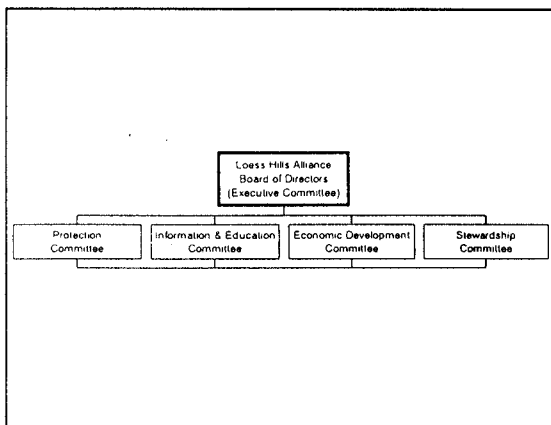 Loess Hills Alliance
Board of Directors
(Executive Committee)
Protection
Committee
Information & Education
Committee
Economic Development
Committee
Stewardship
Committee